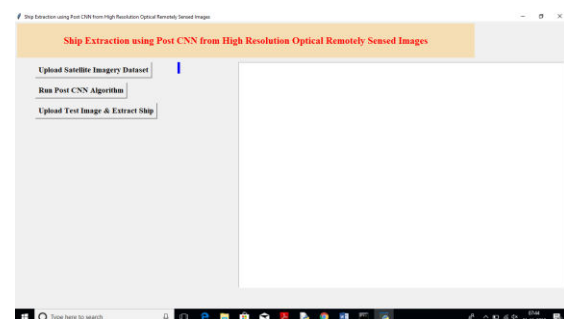 Ship Extraction using Post CNN from High Resolution Optical Remotely Sensed Images
Ship Extraction using Post CNN from High Resolution Optical Remotely Sensed Images
Upload Satellite Imagery Dataset
Run Post CNN Algorithm
Upload Test Image & Extract Ship
Type here to search
07:44